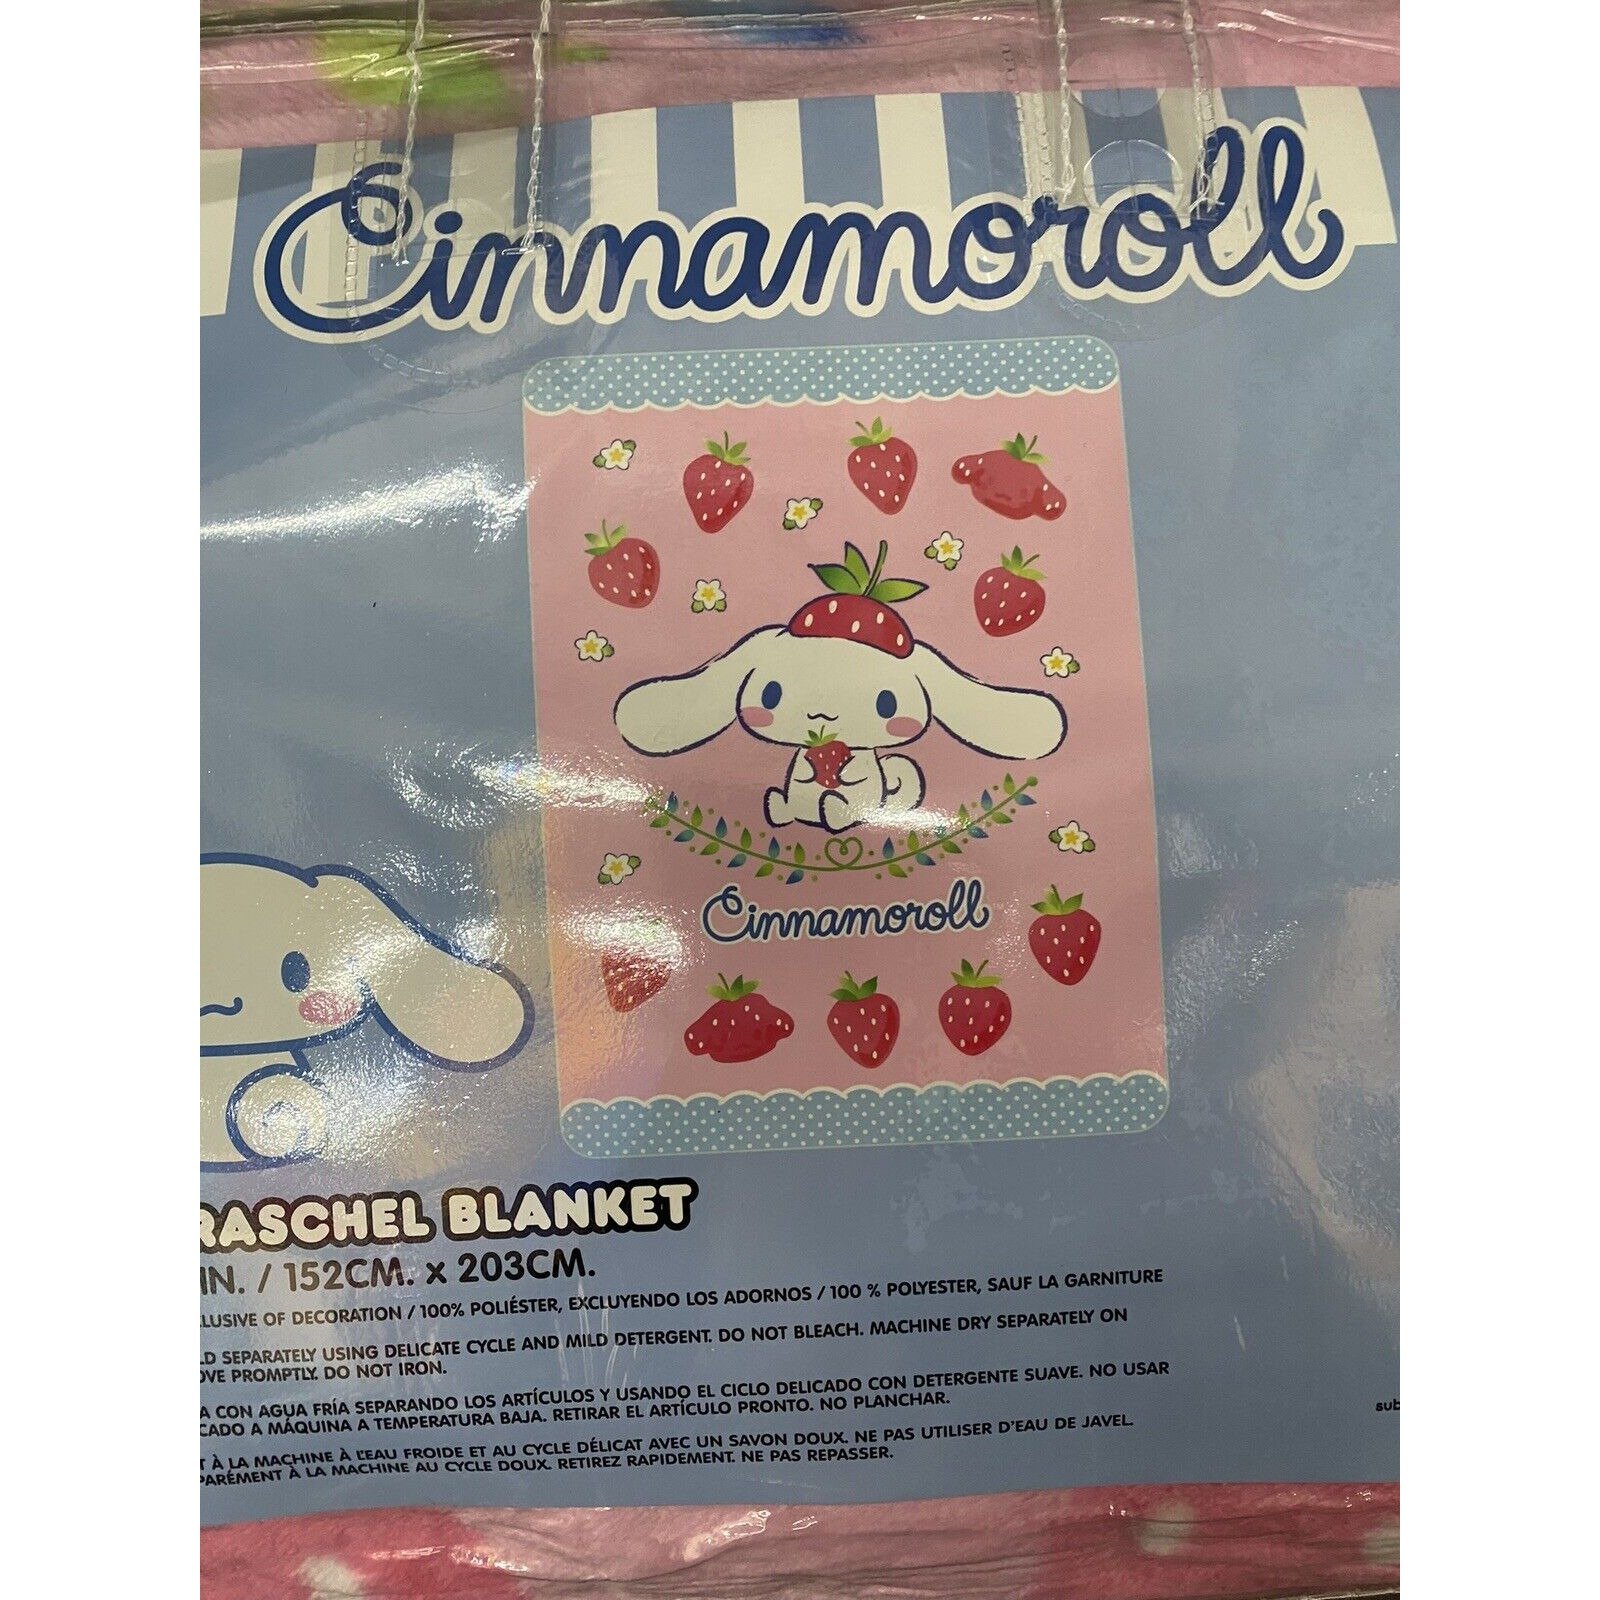 Cinnamoroll
Cinnamoroll
RASCHEL BLANKET
IN. / 152CM. x 203CM.
OF DECORATION / 100% POLIÉSTER, EXCLUYENDO LOS ADORNOS / 100 % POLYESTER, SAUF LA GARNITURE
SEPARATELY USING DELICATE CYCLE AND MILD DETERGENT. DO NOT BLEACH. MACHINE DRY SEPARATELY ON
PROMPTLY. DO NOT IRON.
A CON AGUA FRÍA SEPARANDO LOS ARTÍCULOS Y USANDO EL CICLO DELICADO CON DETERGENTE SUAVE. NO USAR
CADO A MÁQUINA A TEMPERATURA BAJA. RETIRAR EL ARTÍCULO PRONTO. NO PLANCHAR.
T À LA MACHINE À L'EAU FROIDE ET AU CYCLE DÉLICAT AVEC UN SAVON DOUX. NE PAS UTILISER D'EAU DE JAVEL.
PARÉMENT À LA MACHINE AU CYCLE DOUX. RETIREZ RAPIDEMENT. NE PAS REPASSER.
sub